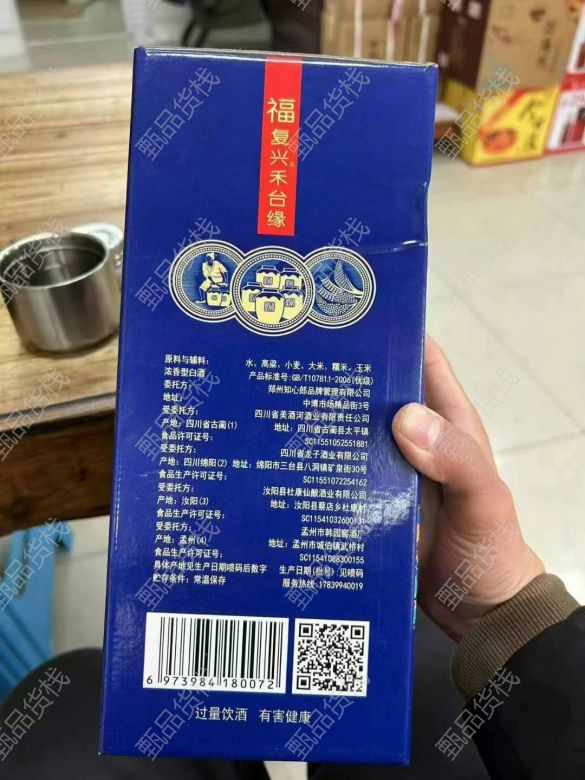 福
复兴禾台缘
原料与辅料： 水、高粱、小麦、大米、糯米、玉米
浓香型白酒 产品标准号:GB/T10781.1-2006(优级)
委托方： 郑州知心郎品牌管理有限公司
地址： 中博市场精品街3号
受委托方： 四川省美酒河酒业有限责任公司
产地：四川省古蔺(1) 地址：四川省古蔺县太平镇
食品许可证号： SC11551052551881
受委托方： 四川省龙子酒业有限公司
产地：四川绵阳(2) 地址：绵阳市三台县八洞镇矿泉街30号
食品生产许可证号： SC11551072254162
受委托方： 汝阳县杜康仙酿酒业有限公司
产地：汝阳(3) 地址：汝阳县蔡店乡杜康村
食品生产许可证号： SC11541032600131
受委托方： 孟州市韩园窖酒厂
产地：孟州(4) 地址：孟州市城伯镇武桥村
食品生产许可证号： SC11541088300155
具体产地见生产日期喷码后数字 生产日期(批号)：见喷码
贮存条件：常温保存 服务热线：17839940019
6 973984 180072
过量饮酒 有害健康
甄品货栈